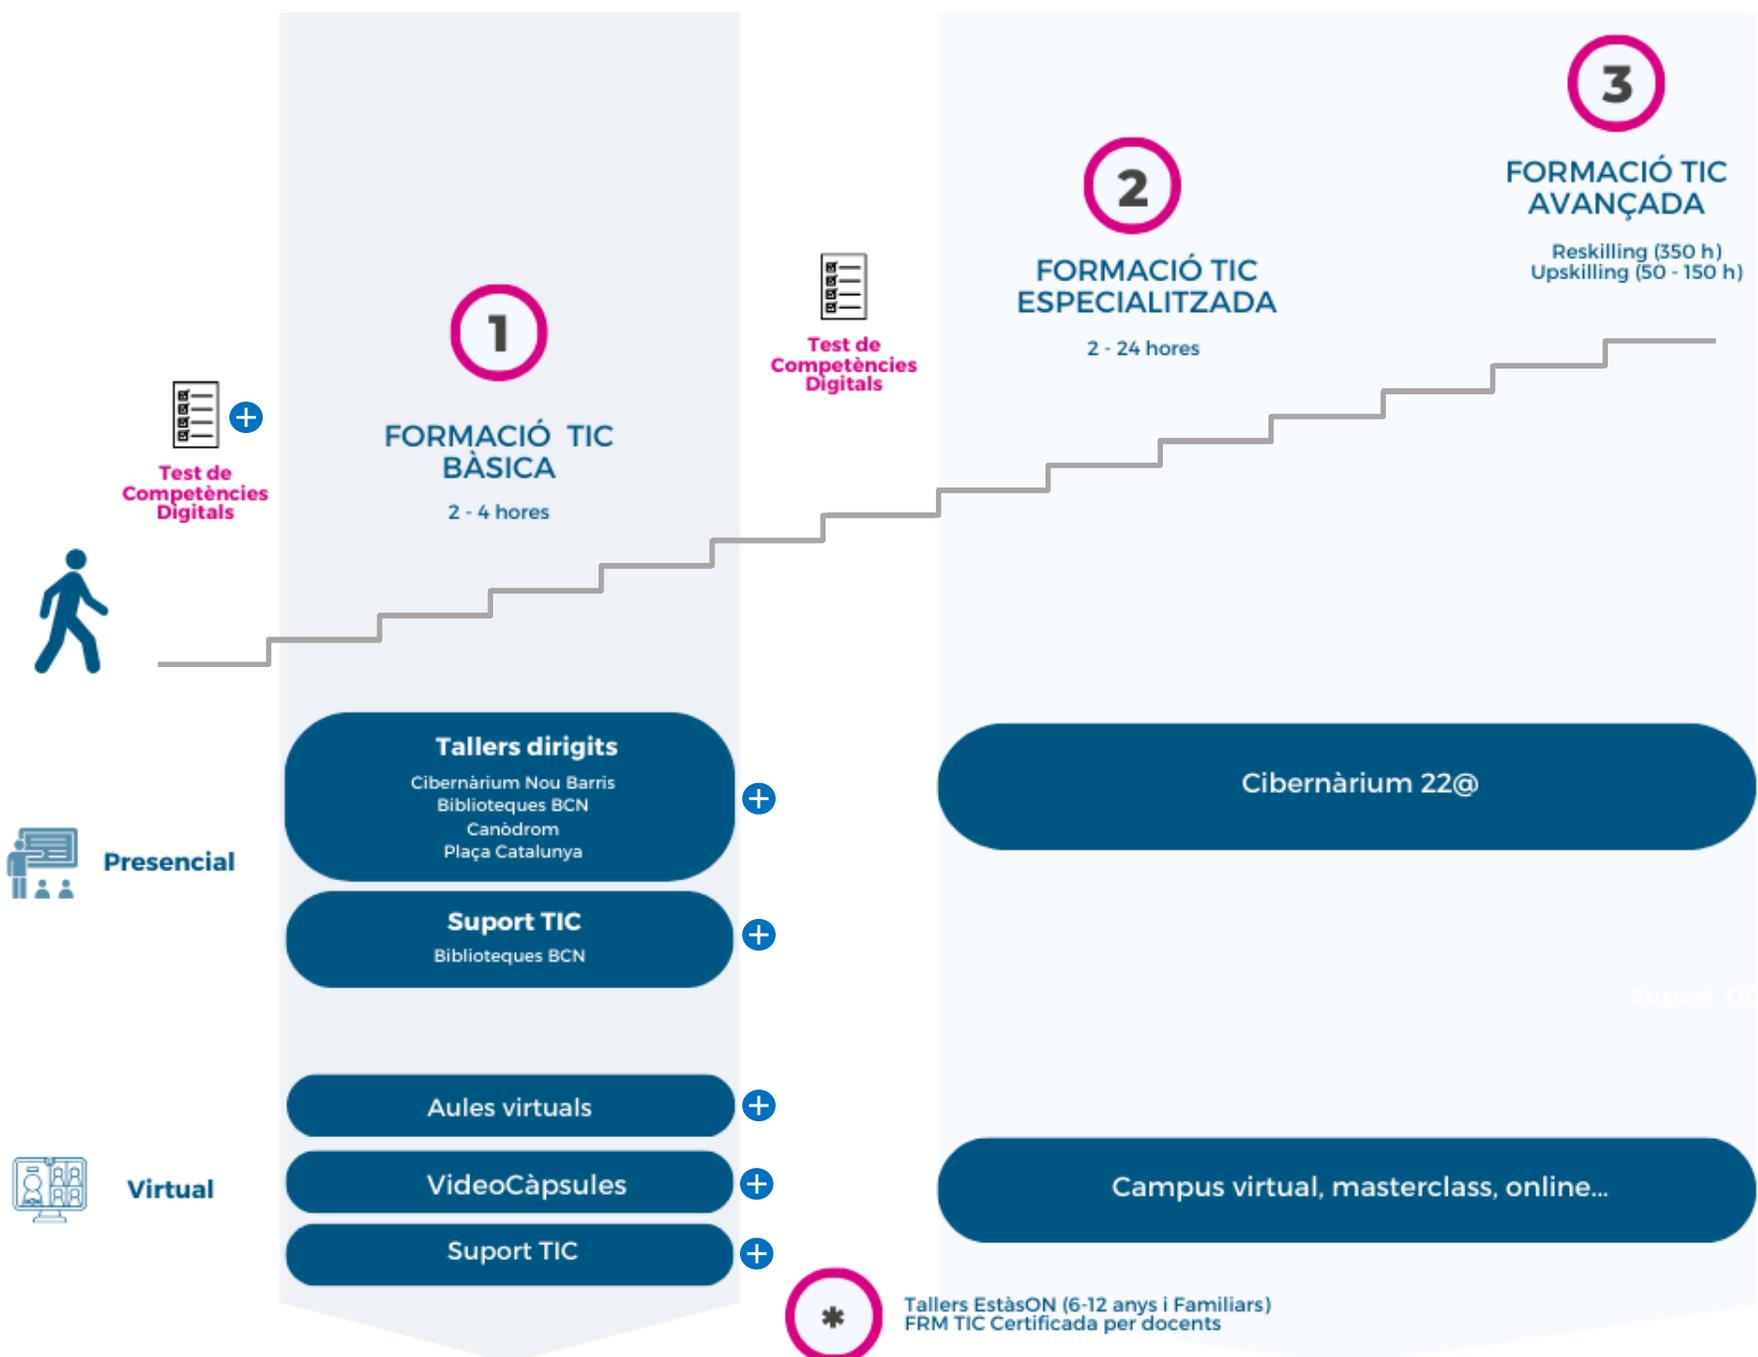 3
FORMACIÓ TIC
AVANÇADA
Reskilling (350 h)
Upskilling (50 - 150 h)
2
FORMACIÓ TIC
ESPECIALITZADA
2 - 24 hores
Test de
Competències
Digitals
1
FORMACIÓ TIC
BÀSICA
2 - 4 hores
Test de
Competències
Digitals
Presencial
Tallers dirigits
Cibernàrium Nou Barris
Biblioteques BCN
Canòdrom
Plaça Catalunya
Suport TIC
Biblioteques BCN
Cibernàrium 22@
Suport TIC
Virtual
Aules virtuals
VideoCàpsules
Suport TIC
Campus virtual, masterclass, online...
*
Tallers EstàsON (6-12 anys i Familiars)
FRM TIC Certificada per docents